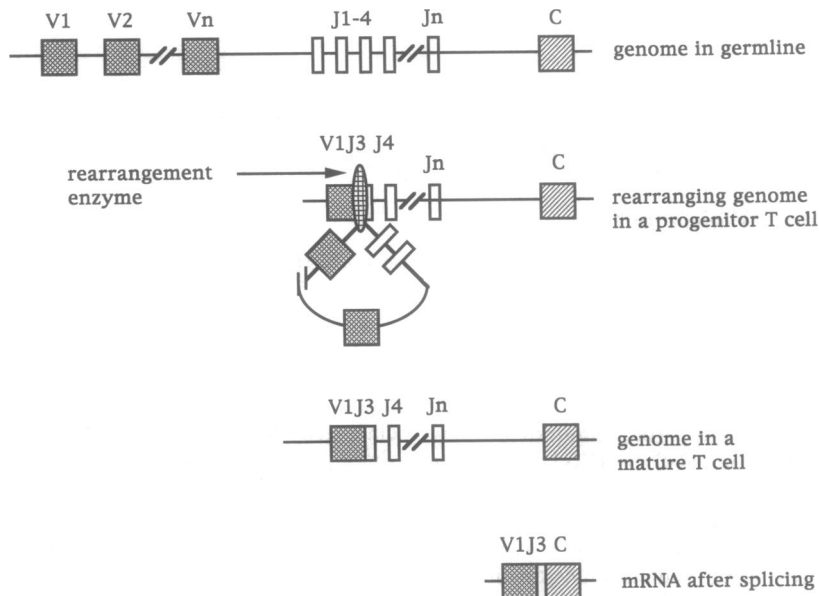 V1 V2 Vn J1-4 Jn C
genome in germline
V1J3 J4
rearrangement
enzyme
Jn C
rearranging genome
in a progenitor T cell
V1J3 J4 Jn C
genome in a
mature T cell
V1J3 C
mRNA after splicing